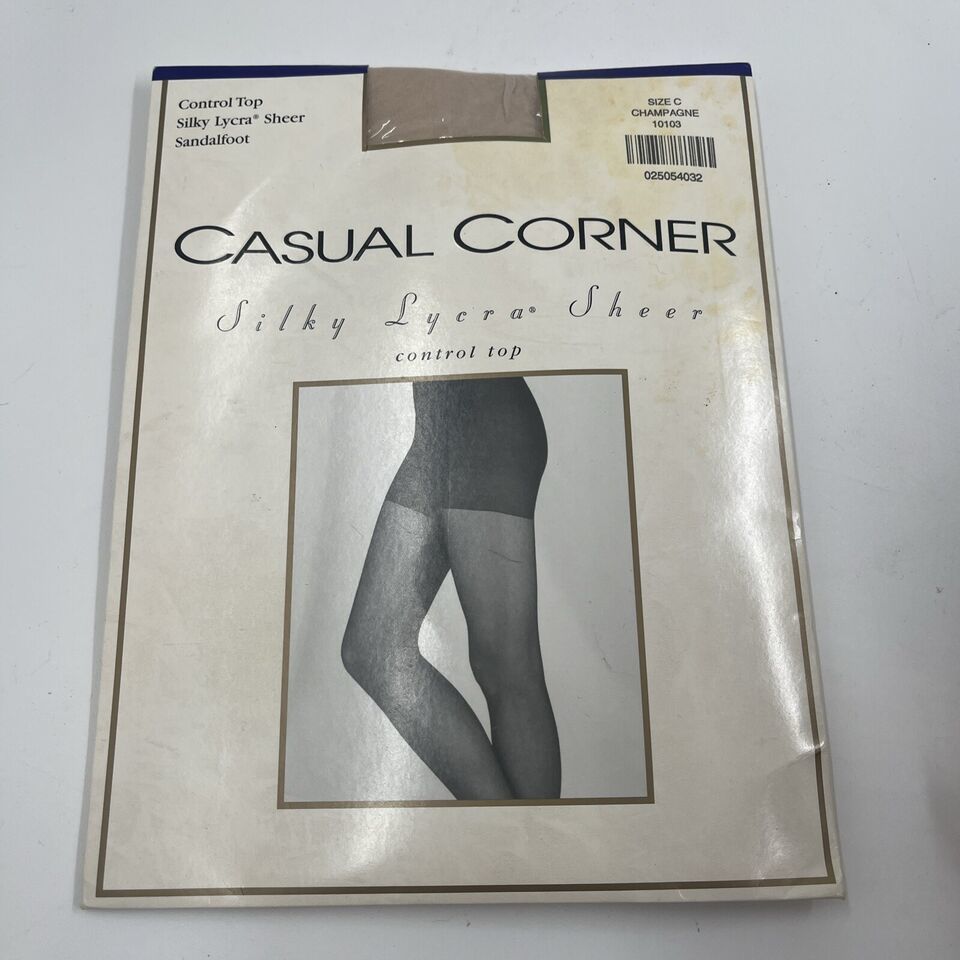 Control Top
Silky Lycra® Sheer
Sandalfoot
SIZE C
CHAMPAGNE
10103
025054032
CASUAL CORNER
Silky Lycra® Sheer
control top